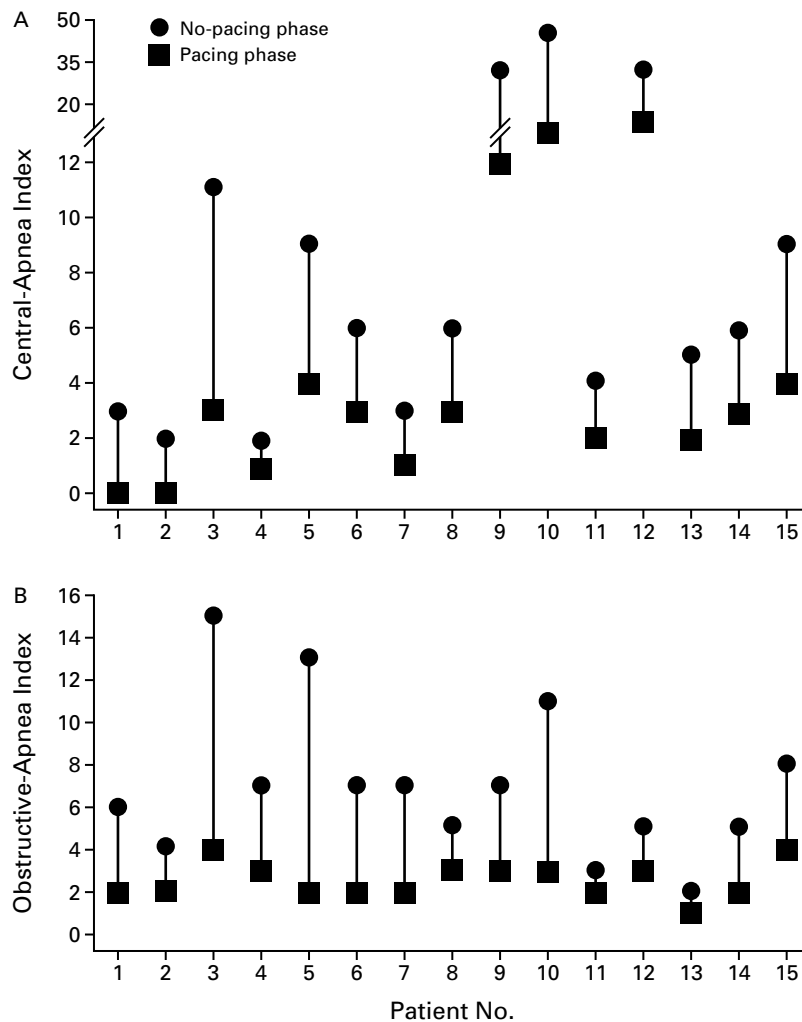 A
No-pacing phase
Pacing phase
Central-Apnea Index
50
35
20
12
10
8
6
4
2
0
1 2 3 4 5 6 7 8 9 10 11 12 13 14 15
B
Obstructive-Apnea Index
16
14
12
10
8
6
4
2
0
1 2 3 4 5 6 7 8 9 10 11 12 13 14 15
Patient No.